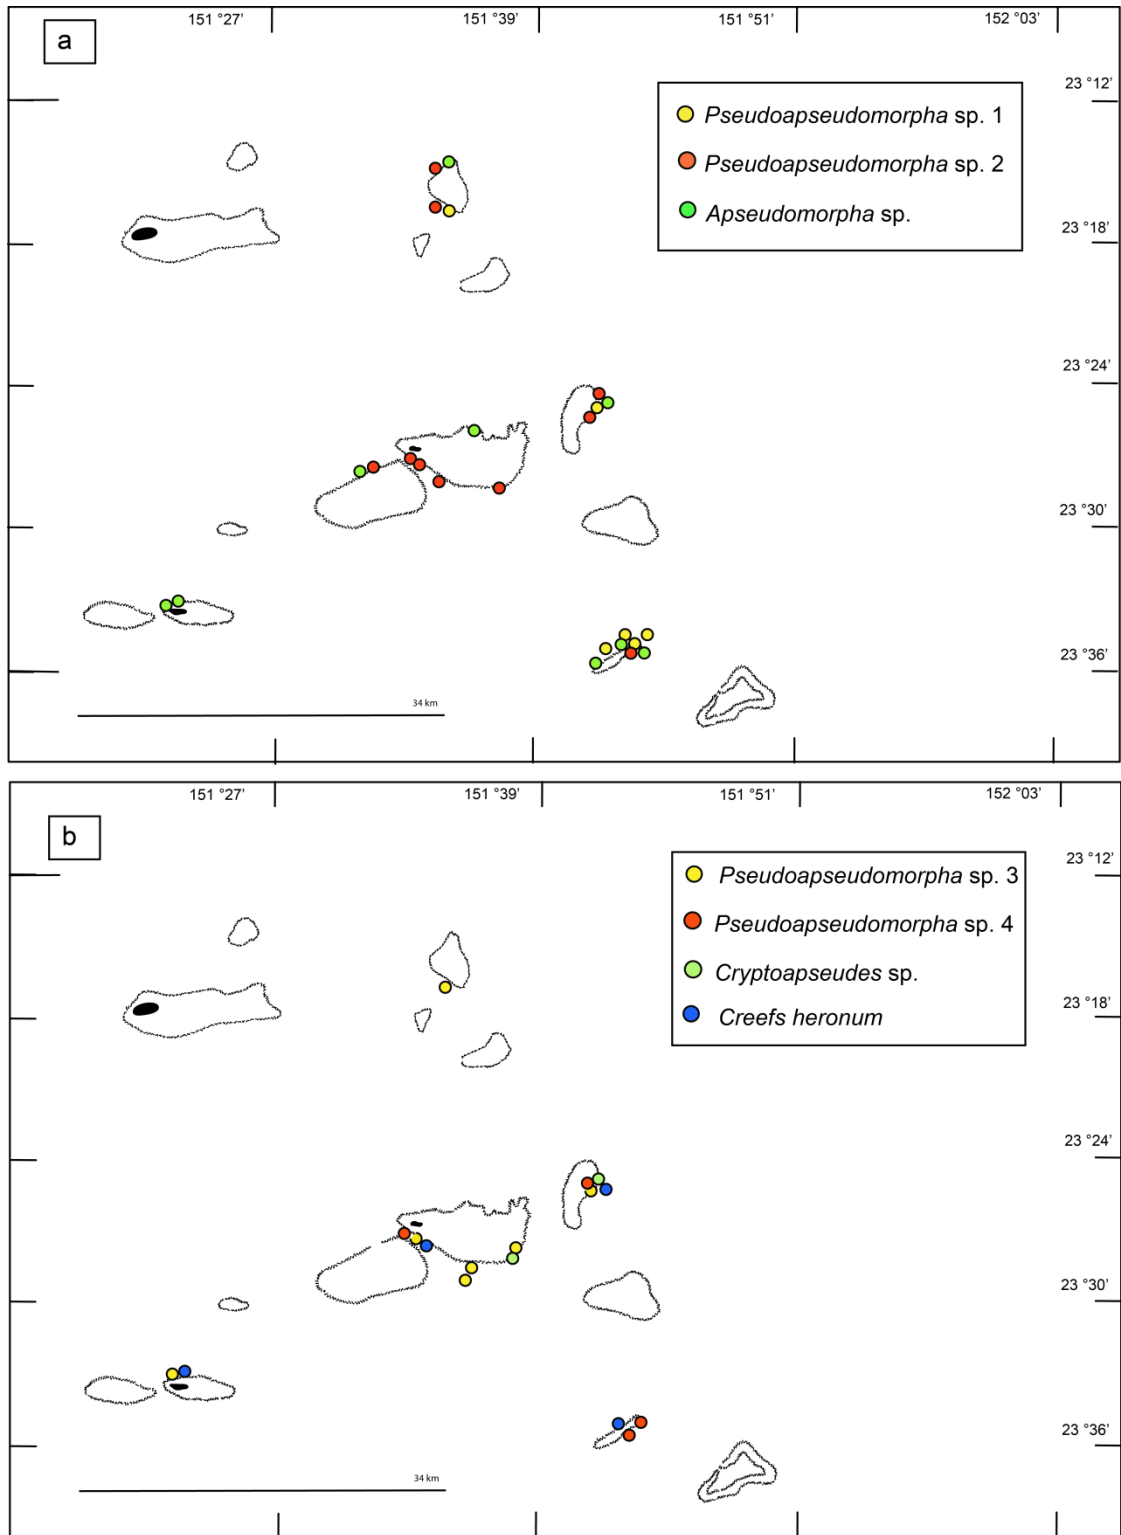 151 °27’ 151 °39’ 151 °51’ 152 °03’
a
23 °12’
Pseudoapseudomorpha sp. 1
Pseudoapseudomorpha sp. 2
Apseudomorpha sp.
23 °18’
23 °24’
23 °30’
23 °36’
34 km
151 °27’ 151 °39’ 151 °51’ 152 °03’
b
23 °12’
Pseudoapseudomorpha sp. 3
Pseudoapseudomorpha sp. 4
Cryptoapseudes sp.
Creefs heronum
23 °18’
23 °24’
23 °30’
23 °36’
34 km